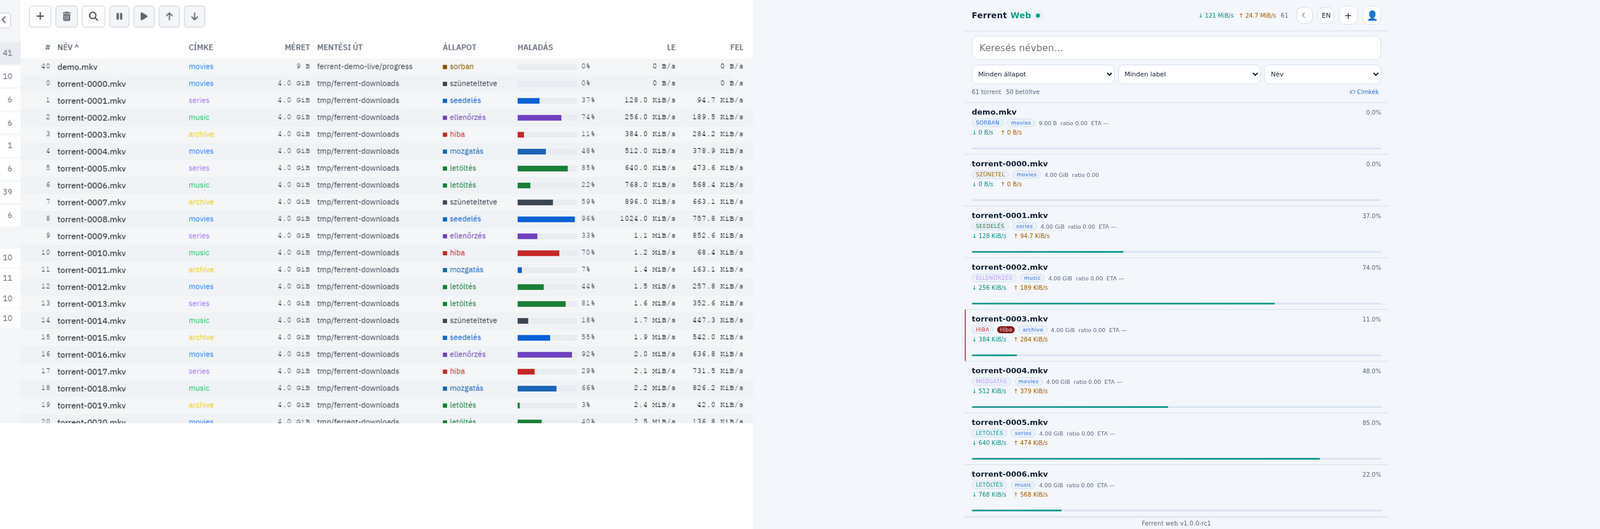 41
10
6
6
1
6
39
6
10
11
10
10
# NÉV ^ CÍMKE MÉRET MENTÉSI ÚT ÁLLAPOT HALADÁS LE FEL
40 demo.mkv movies 9 B ferrent-demo-live/progress sorban 0% 0 B/s 0 B/s
0 torrent-0000.mkv movies 4.0 GiB tmp/ferrent-downloads szüneteltetve 0% 0 B/s 0 B/s
1 torrent-0001.mkv series 4.0 GiB tmp/ferrent-downloads seedelés 37% 128.0 KiB/s 94.7 KiB/s
2 torrent-0002.mkv music 4.0 GiB tmp/ferrent-downloads ellenőrzés 74% 256.0 KiB/s 189.5 KiB/s
3 torrent-0003.mkv archive 4.0 GiB tmp/ferrent-downloads hiba 11% 384.0 KiB/s 284.2 KiB/s
4 torrent-0004.mkv movies 4.0 GiB tmp/ferrent-downloads mozgatás 48% 512.0 KiB/s 378.9 KiB/s
5 torrent-0005.mkv series 4.0 GiB tmp/ferrent-downloads letöltés 85% 640.0 KiB/s 473.6 KiB/s
6 torrent-0006.mkv music 4.0 GiB tmp/ferrent-downloads letöltés 22% 768.0 KiB/s 568.4 KiB/s
7 torrent-0007.mkv archive 4.0 GiB tmp/ferrent-downloads szüneteltetve 59% 896.0 KiB/s 663.1 KiB/s
8 torrent-0008.mkv movies 4.0 GiB tmp/ferrent-downloads seedelés 96% 1024.0 KiB/s 757.8 KiB/s
9 torrent-0009.mkv series 4.0 GiB tmp/ferrent-downloads ellenőrzés 33% 1.1 MiB/s 852.6 KiB/s
10 torrent-0010.mkv music 4.0 GiB tmp/ferrent-downloads hiba 70% 1.2 MiB/s 68.4 KiB/s
11 torrent-0011.mkv archive 4.0 GiB tmp/ferrent-downloads mozgatás 7% 1.4 MiB/s 163.1 KiB/s
12 torrent-0012.mkv movies 4.0 GiB tmp/ferrent-downloads letöltés 44% 1.5 MiB/s 257.8 KiB/s
13 torrent-0013.mkv series 4.0 GiB tmp/ferrent-downloads letöltés 81% 1.6 MiB/s 352.6 KiB/s
14 torrent-0014.mkv music 4.0 GiB tmp/ferrent-downloads szüneteltetve 18% 1.7 MiB/s 447.3 KiB/s
15 torrent-0015.mkv archive 4.0 GiB tmp/ferrent-downloads seedelés 55% 1.9 MiB/s 542.0 KiB/s
16 torrent-0016.mkv movies 4.0 GiB tmp/ferrent-downloads ellenőrzés 92% 2.0 MiB/s 636.8 KiB/s
17 torrent-0017.mkv series 4.0 GiB tmp/ferrent-downloads hiba 29% 2.1 MiB/s 731.5 KiB/s
18 torrent-0018.mkv music 4.0 GiB tmp/ferrent-downloads mozgatás 66% 2.2 MiB/s 826.2 KiB/s
19 torrent-0019.mkv archive 4.0 GiB tmp/ferrent-downloads letöltés 3% 2.4 MiB/s 42.0 KiB/s
20 torrent-0020.mkv movies 4.0 GiB tmp/ferrent-downloads letöltés 40% 2.5 MiB/s 136.8 KiB/s
Ferrent Web ↓ 121 MiB/s ↑ 24.7 MiB/s 61 EN +
Keresés névben...
Minden állapot Minden label Név
61 torrent 50 betöltve Címkék
demo.mkv 0.0%
SORBAN movies 9.00 B ratio 0.00 ETA —
↓ 0 B/s ↑ 0 B/s
torrent-0000.mkv 0.0%
SZÜNETEL movies 4.00 GiB ratio 0.00
↓ 0 B/s ↑ 0 B/s
torrent-0001.mkv 37.0%
SEEDELÉS series 4.00 GiB ratio 0.00 ETA —
↓ 128 KiB/s ↑ 94.7 KiB/s
torrent-0002.mkv 74.0%
ELLENŐRZÉS music 4.00 GiB ratio 0.00 ETA —
↓ 256 KiB/s ↑ 189 KiB/s
torrent-0003.mkv 11.0%
HIBA Hiba archive 4.00 GiB ratio 0.00 ETA —
↓ 384 KiB/s ↑ 284 KiB/s
torrent-0004.mkv 48.0%
MOZGATÁS movies 4.00 GiB ratio 0.00 ETA —
↓ 512 KiB/s ↑ 379 KiB/s
torrent-0005.mkv 85.0%
LETÖLTÉS series 4.00 GiB ratio 0.00 ETA —
↓ 640 KiB/s ↑ 474 KiB/s
torrent-0006.mkv 22.0%
LETÖLTÉS music 4.00 GiB ratio 0.00 ETA —
↓ 768 KiB/s ↑ 568 KiB/s
Ferrent web v1.0.0-rc1